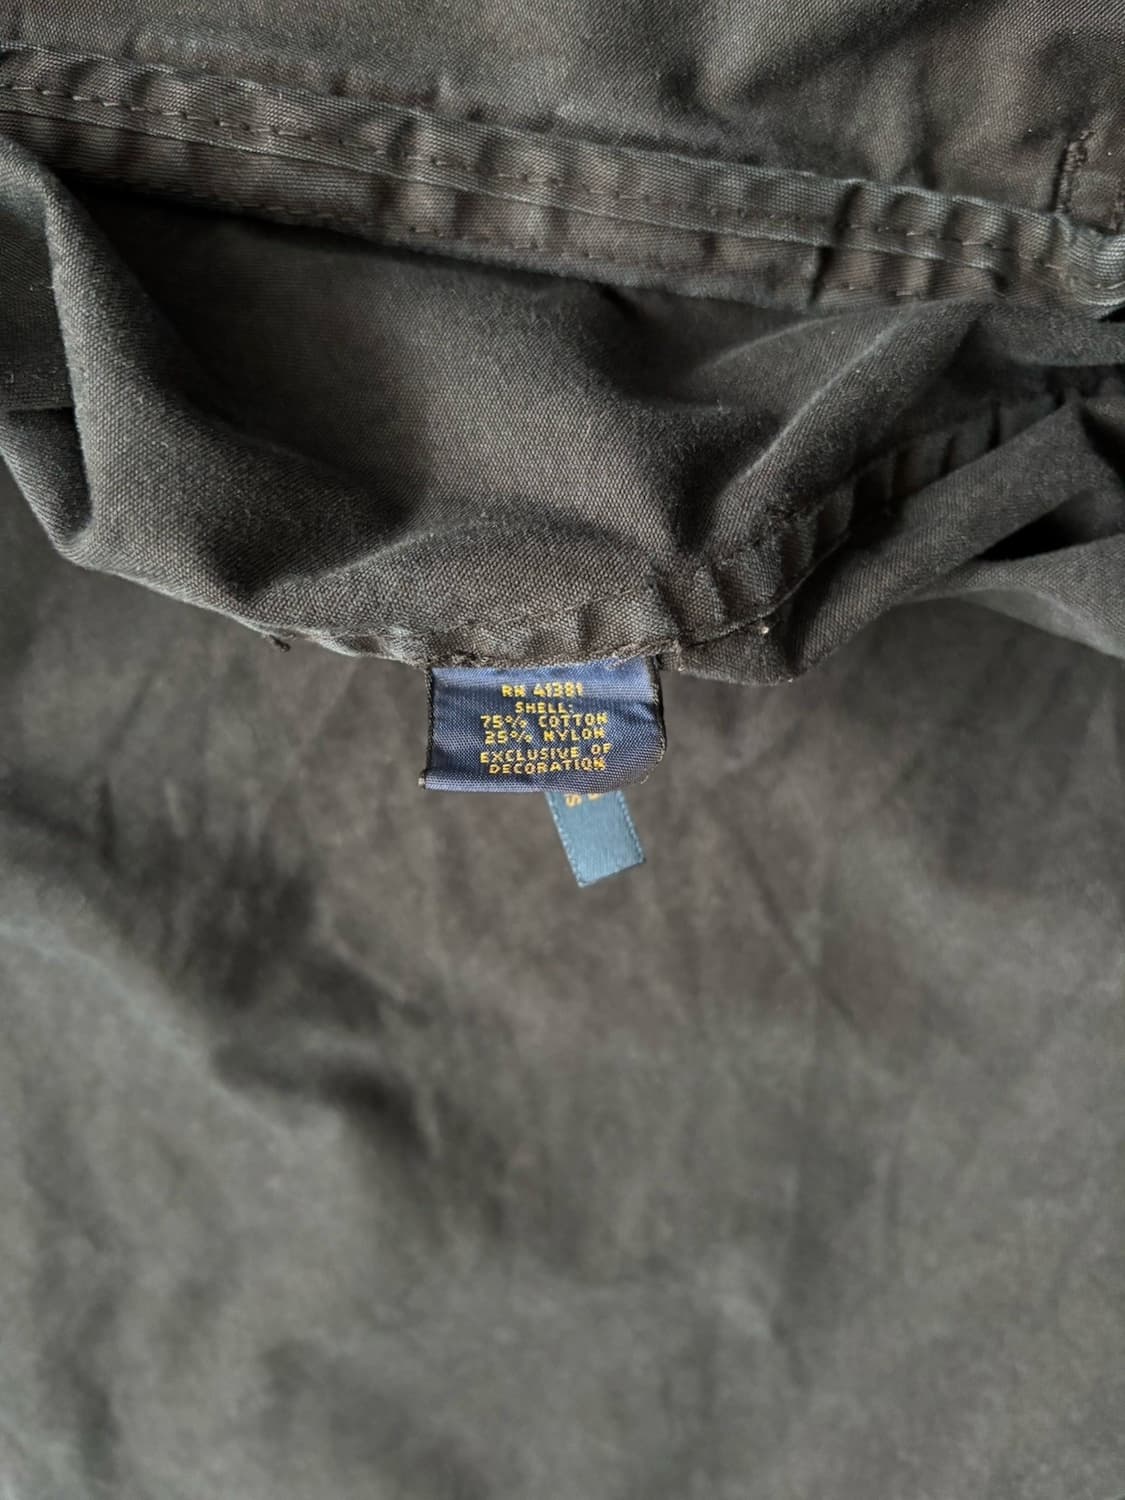 RN 41381
SHELL:
75% COTTON
25% NYLON
EXCLUSIVE OF
DECORATION
S